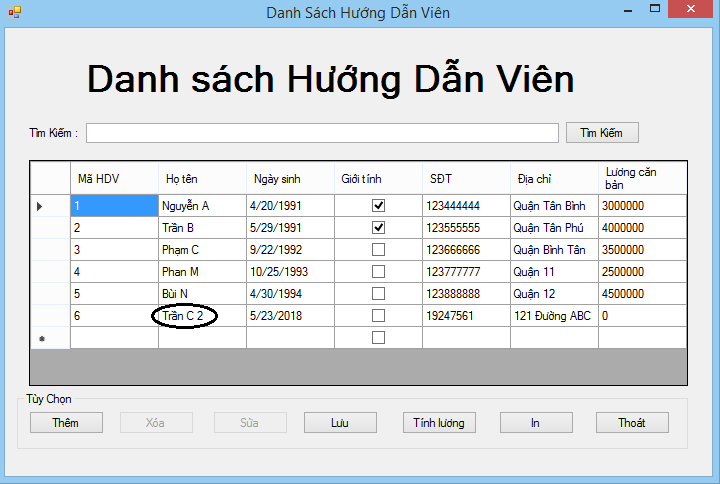 Danh Sách Hướng Dẫn Viên
Danh sách Hướng Dẫn Viên
Tìm Kiếm :
Tìm Kiếm
Mã HDV Họ tên Ngày sinh Giới tính SĐT Địa chỉ Lương căn bản
1 Nguyễn A 4/20/1991 123444444 Quận Tân Bình 3000000
2 Trần B 5/29/1991 123555555 Quận Tân Phú 4000000
3 Phạm C 9/22/1992 123666666 Quận Bình Tân 3500000
4 Phan M 10/25/1993 123777777 Quận 11 2500000
5 Bùi N 4/30/1994 123888888 Quận 12 4500000
6 Trần C 2 5/23/2018 19247561 121 Đường ABC 0
Tùy Chọn
Thêm Xóa Sửa Lưu Tính lương In Thoát